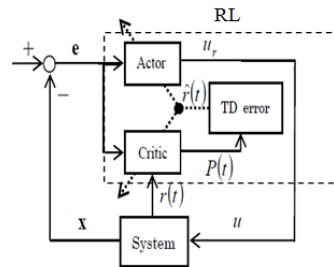 RL
+
e
−
Actor
u_r
r̂(t)
TD error
Critic
P(t)
r(t)
x
System
u